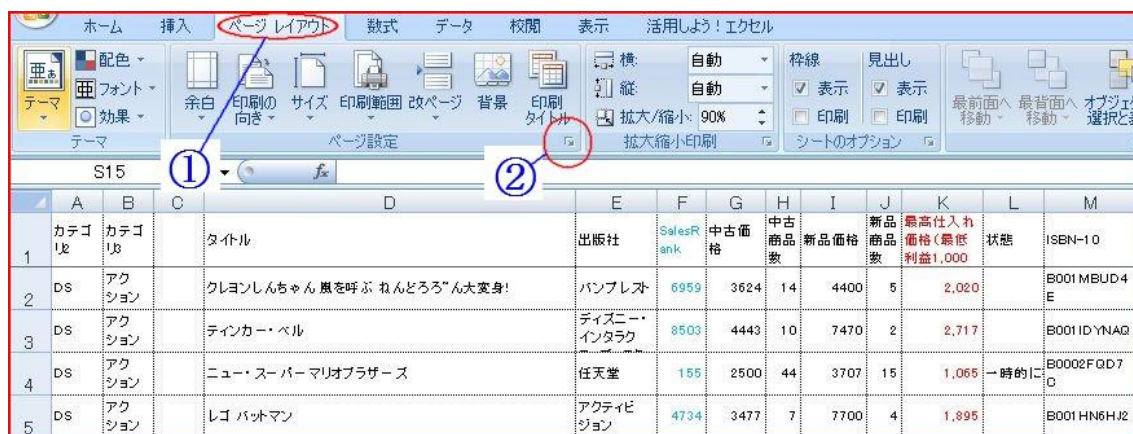 ホーム 挿入 ページ レイアウト 数式 データ 校閲 表示 活用しよう!エクセル
亜あ テーマ
配色
亜 フォント
効果
テーマ
余白 印刷の向き サイズ 印刷範囲 改ページ 背景 印刷タイトル
ページ設定
横: 自動
縦: 自動
拡大/縮小: 90%
拡大縮小印刷
枠線 見出し
表示 表示
印刷 印刷
シートのオプション
最前面へ移動 最背面へ移動 オブジェ
選択と
① ②
S15 fx
A B C D E F G H I J K L M
1 カテゴリ2 カテゴリ3 タイトル 出版社 SalesRank 中古価格 中古商品数 新品価格 新品商品数 最高仕入れ価格(最低利益1,000 状態 ISBN-10
2 DS アクション クレヨンしんちゃん 嵐を呼ぶ ねんどろろ~ん大変身! バンプレスト 6959 3624 14 4400 5 2,020 B001MBUD4E
3 DS アクション ティンカー・ベル ディズニー・インタラク 8503 4443 10 7470 2 2,717 B001IDYNAQ
4 DS アクション ニュー・スーパーマリオブラザーズ 任天堂 155 2500 44 3707 15 1,065 一時的に B0002FQD7O
5 DS アクション レゴ バットマン アクティビジョン 4734 3477 7 7700 4 1,895 B001HN6HJ2